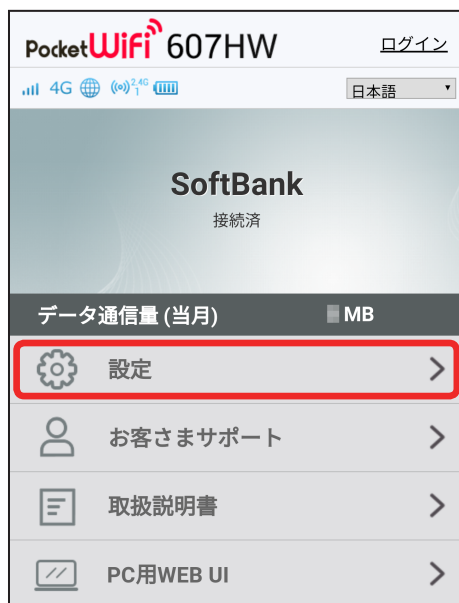 PocketWiFi 607HW ログイン
4G 2.4G 1 日本語
SoftBank
接続済
データ通信量 (当月) MB
設定
お客さまサポート
取扱説明書
PC用WEB UI